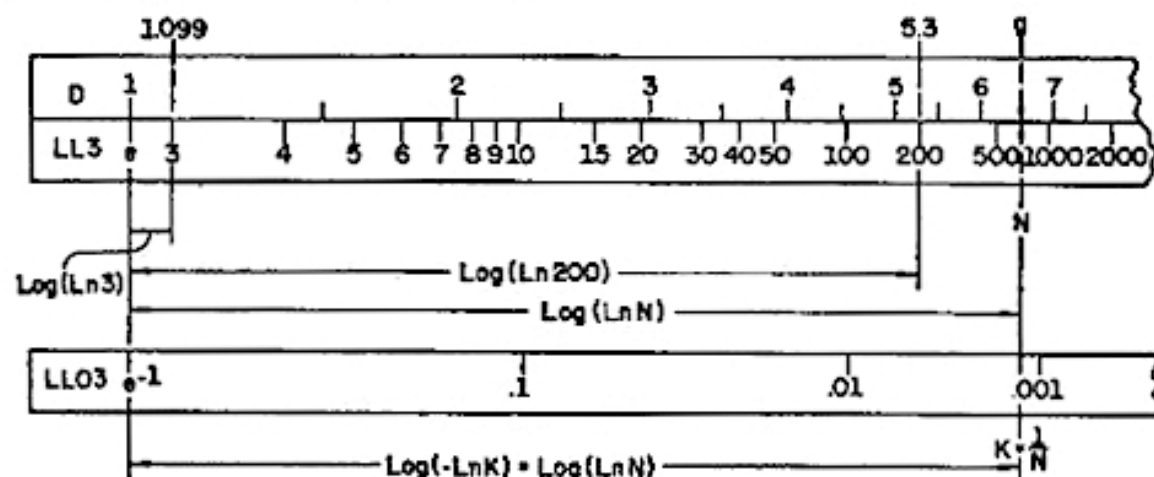 1.099 5.3 q
D 1 2 3 4 5 6 7
LL3 e 3 4 5 6 7 8 9 10 15 20 30 40 50 100 200 500 1000 2000
N
Log(Ln3)
Log(Ln200)
Log(LnN)
LL03 e-1 .1 .01 .001
K = 1/N
Log(-LnK) = Log(LnN)